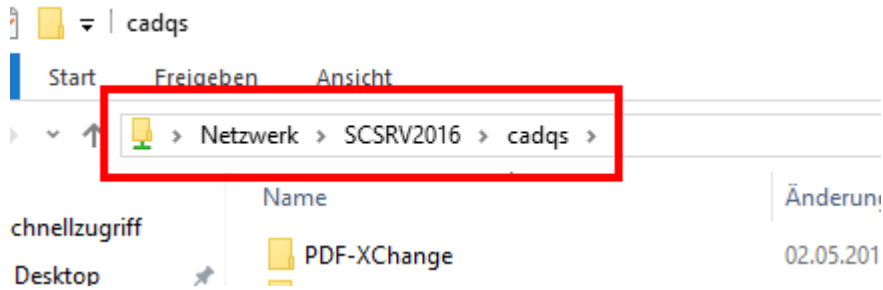 cadqs
Start Freigeben Ansicht
Netzwerk > SCSRV2016 > cadqs >
Name Änderung
chnellzugriff
PDF-XChange 02.05.201
Desktop